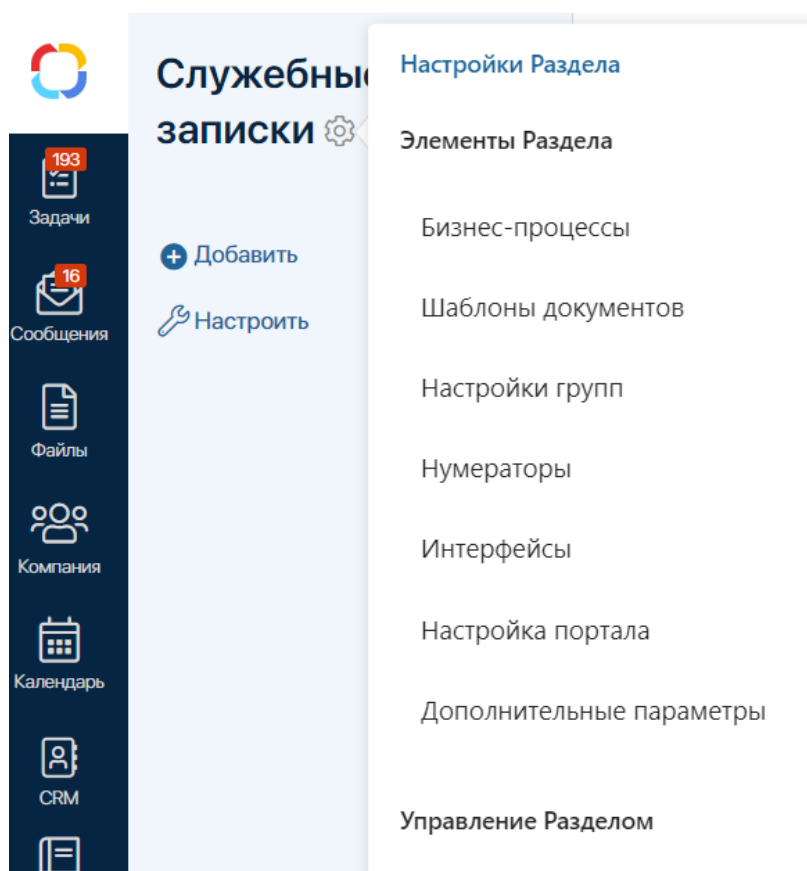 193
Задачи
16
Сообщения
Файлы
Компания
Календарь
CRM
Служебные
записки
Добавить
Настроить
Настройки Раздела
Элементы Раздела
Бизнес-процессы
Шаблоны документов
Настройки групп
Нумераторы
Интерфейсы
Настройка портала
Дополнительные параметры
Управление Разделом